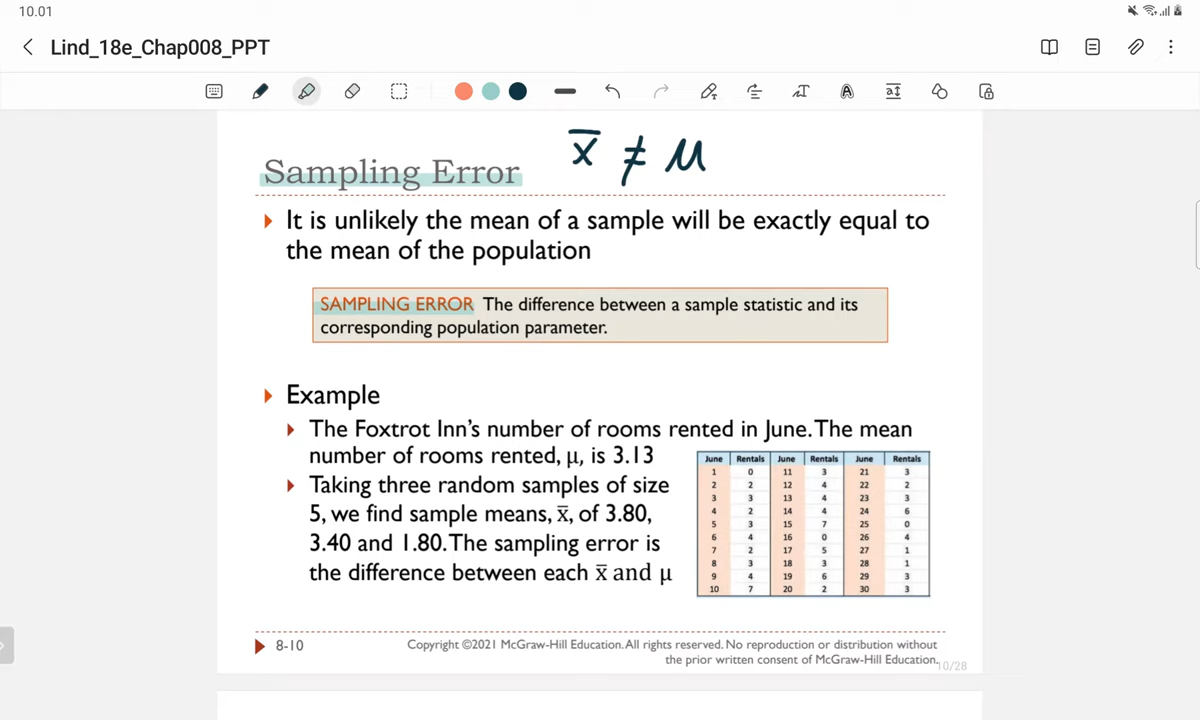 10.01
Lind_18e_Chap008_PPT
x̄ ≠ μ
Sampling Error
It is unlikely the mean of a sample will be exactly equal to
the mean of the population
SAMPLING ERROR The difference between a sample statistic and its
corresponding population parameter.
Example
The Foxtrot Inn's number of rooms rented in June. The mean
number of rooms rented, μ, is 3.13
Taking three random samples of size
5, we find sample means, x̄, of 3.80,
3.40 and 1.80. The sampling error is
the difference between each x̄ and μ
June Rentals June Rentals June Rentals
1 0 11 3 21 3
2 2 12 4 22 2
3 3 13 4 23 3
4 2 14 4 24 6
5 3 15 7 25 0
6 4 16 0 26 4
7 2 17 5 27 1
8 3 18 3 28 1
9 4 19 6 29 3
10 7 20 2 30 3
8-10
Copyright ©2021 McGraw-Hill Education. All rights reserved. No reproduction or distribution without
the prior written consent of McGraw-Hill Education.
10/28